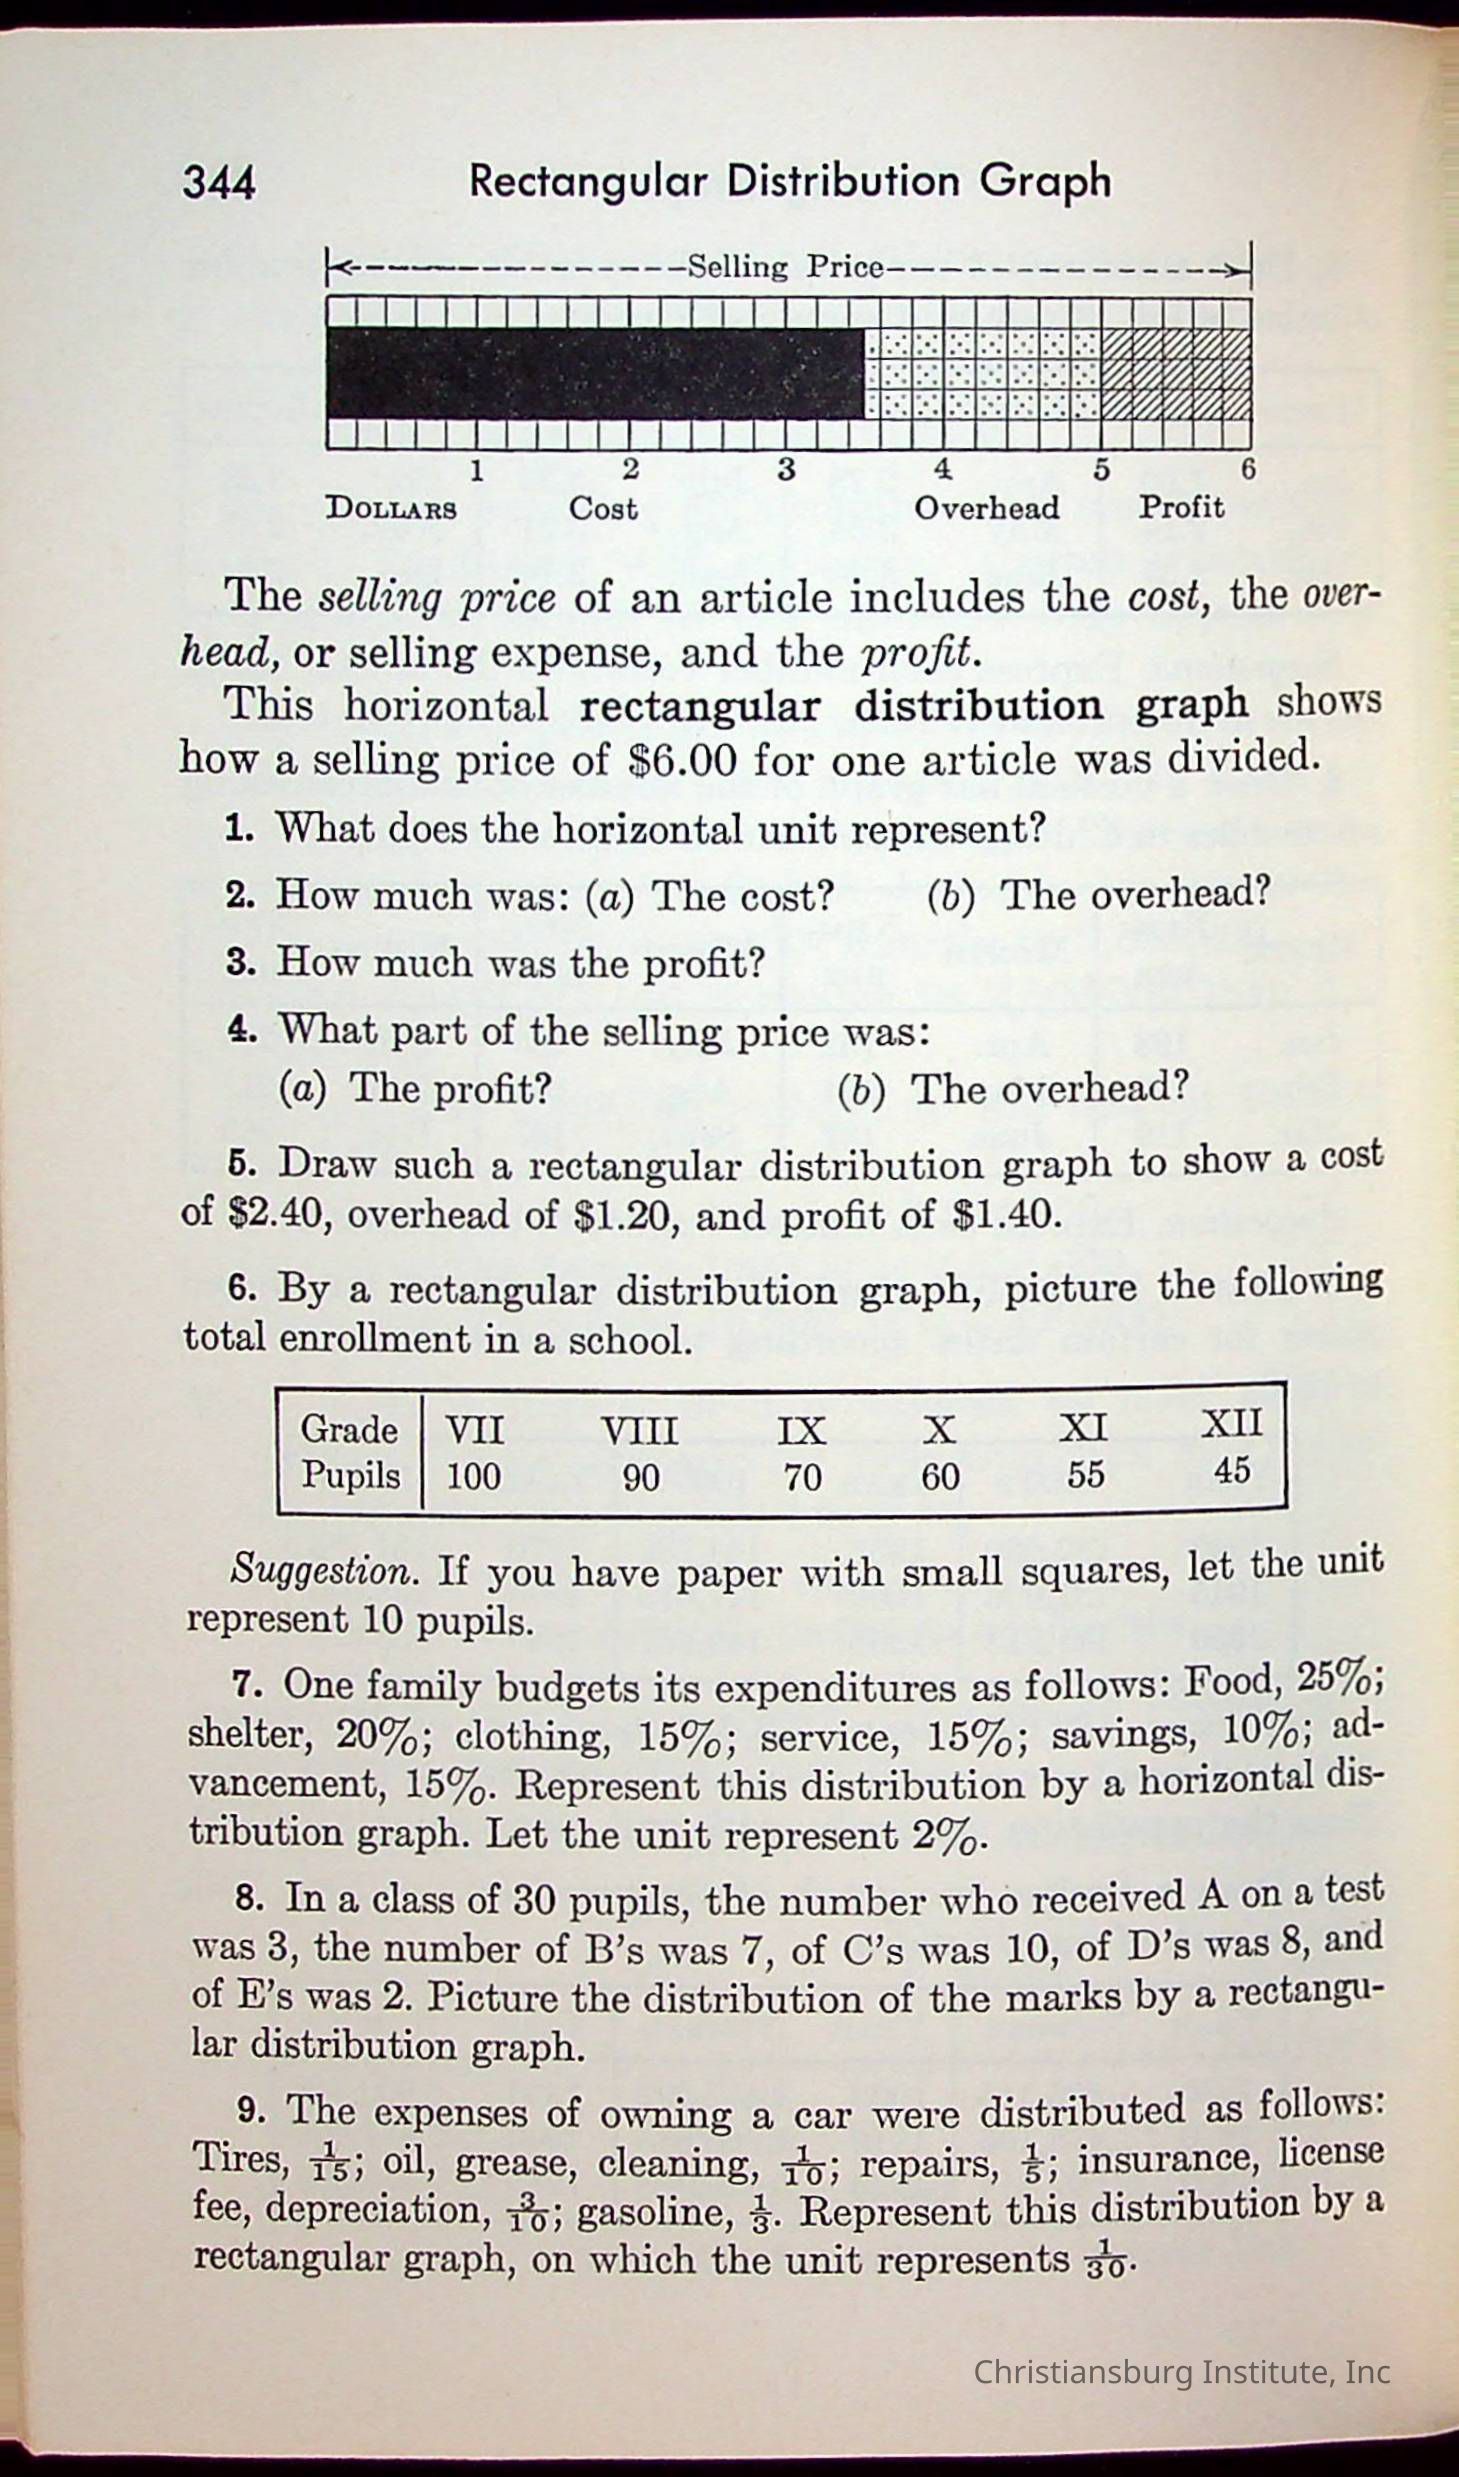 344 Rectangular Distribution Graph
Selling Price
1 2 3 4 5 6
DOLLARS Cost Overhead Profit
The selling price of an article includes the cost, the over-
head, or selling expense, and the profit.
This horizontal rectangular distribution graph shows
how a selling price of $6.00 for one article was divided.
1. What does the horizontal unit represent?
2. How much was: (a) The cost? (b) The overhead?
3. How much was the profit?
4. What part of the selling price was:
(a) The profit? (b) The overhead?
5. Draw such a rectangular distribution graph to show a cost
of $2.40, overhead of $1.20, and profit of $1.40.
6. By a rectangular distribution graph, picture the following
total enrollment in a school.
Grade VII VIII IX X XI XII
Pupils 100 90 70 60 55 45
Suggestion. If you have paper with small squares, let the unit
represent 10 pupils.
7. One family budgets its expenditures as follows: Food, 25%;
shelter, 20%; clothing, 15%; service, 15%; savings, 10%; ad-
vancement, 15%. Represent this distribution by a horizontal dis-
tribution graph. Let the unit represent 2%.
8. In a class of 30 pupils, the number who received A on a test
was 3, the number of B's was 7, of C's was 10, of D's was 8, and
of E's was 2. Picture the distribution of the marks by a rectangu-
lar distribution graph.
9. The expenses of owning a car were distributed as follows:
Tires, 1/15; oil, grease, cleaning, 1/10; repairs, 1/5; insurance, license
fee, depreciation, 3/10; gasoline, 1/3. Represent this distribution by a
rectangular graph, on which the unit represents 1/30.
Christiansburg Institute, Inc